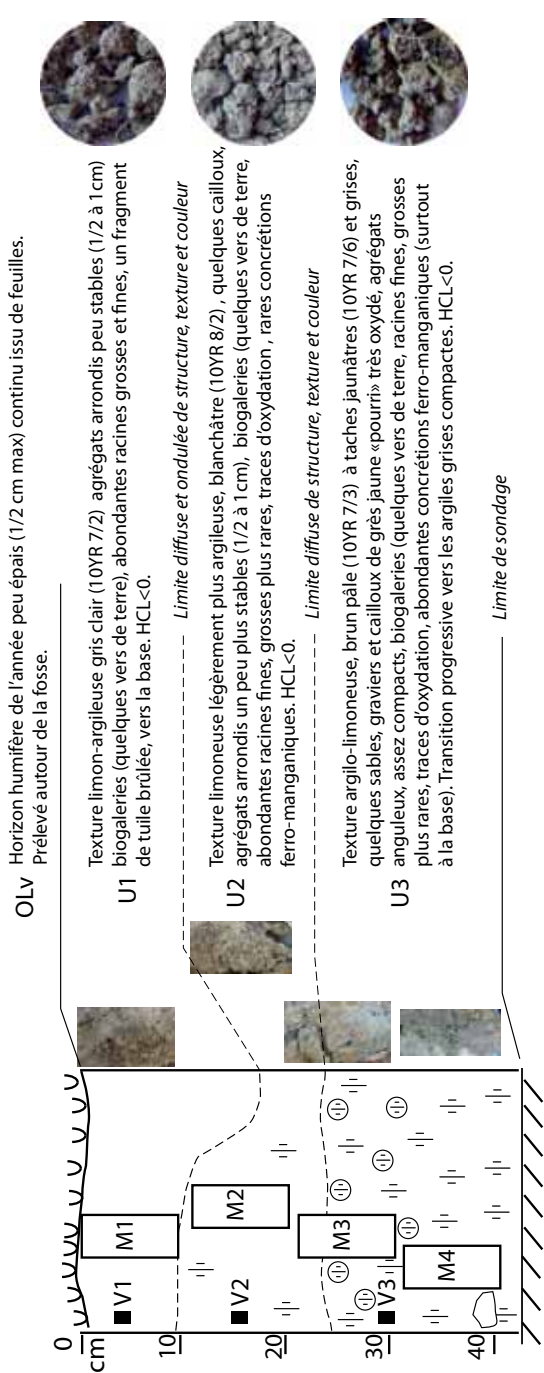 OLv
Horizon humifère de l'année peu épais (1/2 cm max) continu issu de feuilles.
Prélevé autour de la fosse.
U1
Texture limon-argileuse gris clair (10YR 7/2) agrégats arrondis peu stables (1/2 à 1cm)
biogaleries (quelques vers de terre), abondantes racines grosses et fines, un fragment
de tuile brûlée, vers la base. HCL<0.
Limite diffuse et ondulée de structure, texture et couleur
U2
Texture limoneuse légèrement plus argileuse, blanchâtre (10YR 8/2) , quelques cailloux,
agrégats arrondis un peu plus stables (1/2 à 1cm), biogaleries (quelques vers de terre,
abondantes racines fines, grosses plus rares, traces d'oxydation , rares concrétions
ferro-manganiques. HCL<0.
Limite diffuse de structure, texture et couleur
U3
Texture argilo-limoneuse, brun pâle (10YR 7/3) à taches jaunâtres (10YR 7/6) et grises,
quelques sables, graviers et cailloux de grès jaune «pourri» très oxydé, agrégats
anguleux, assez compacts, biogaleries (quelques vers de terre, racines fines, grosses
plus rares, traces d'oxydation, abondantes concrétions ferro-manganiques (surtout
à la base). Transition progressive vers les argiles grises compactes. HCL<0.
Limite de sondage
0
cm
10
20
30
40
V1
M1
V2
M2
V3
M3
M4